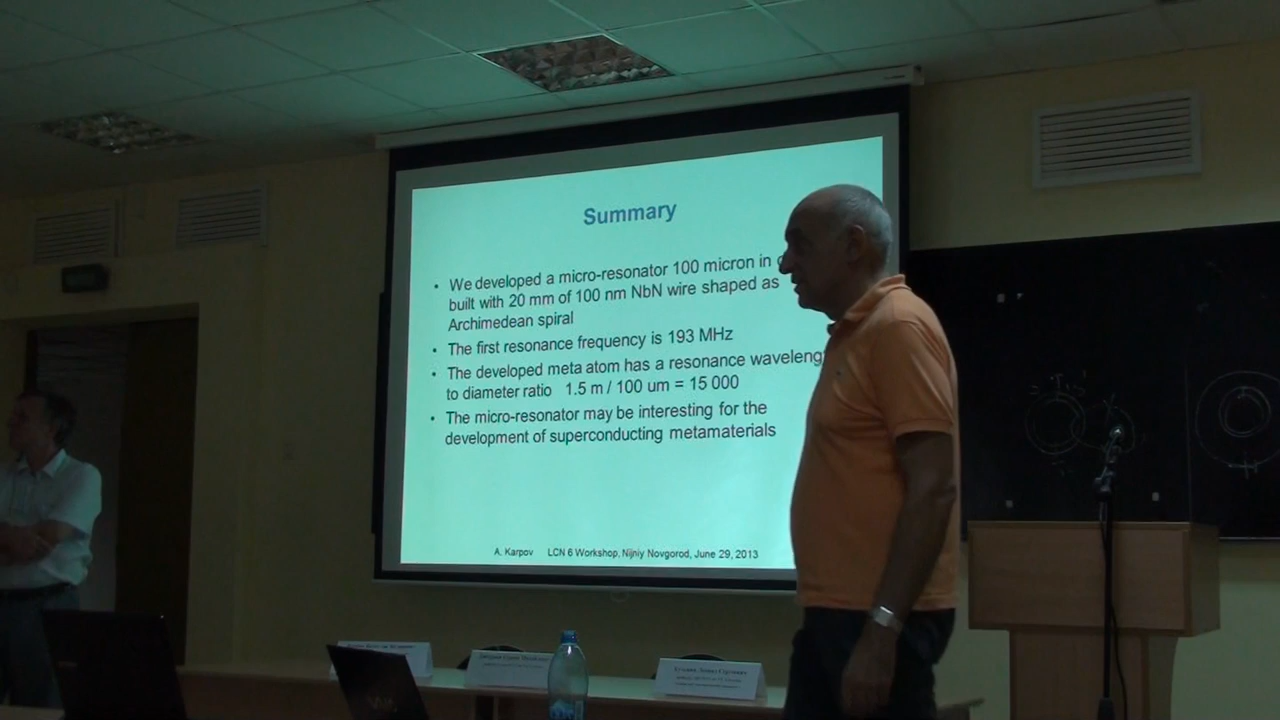 Summary
• We developed a micro-resonator 100 micron in
built with 20 mm of 100 nm NbN wire shaped as
Archimedean spiral
• The first resonance frequency is 193 MHz
• The developed meta atom has a resonance waveleng
to diameter ratio 1.5 m / 100 um = 15 000
• The micro-resonator may be interesting for the
development of superconducting metamaterials
A. Karpov LCN 6 Workshop, Nijniy Novgorod, June 29, 2013